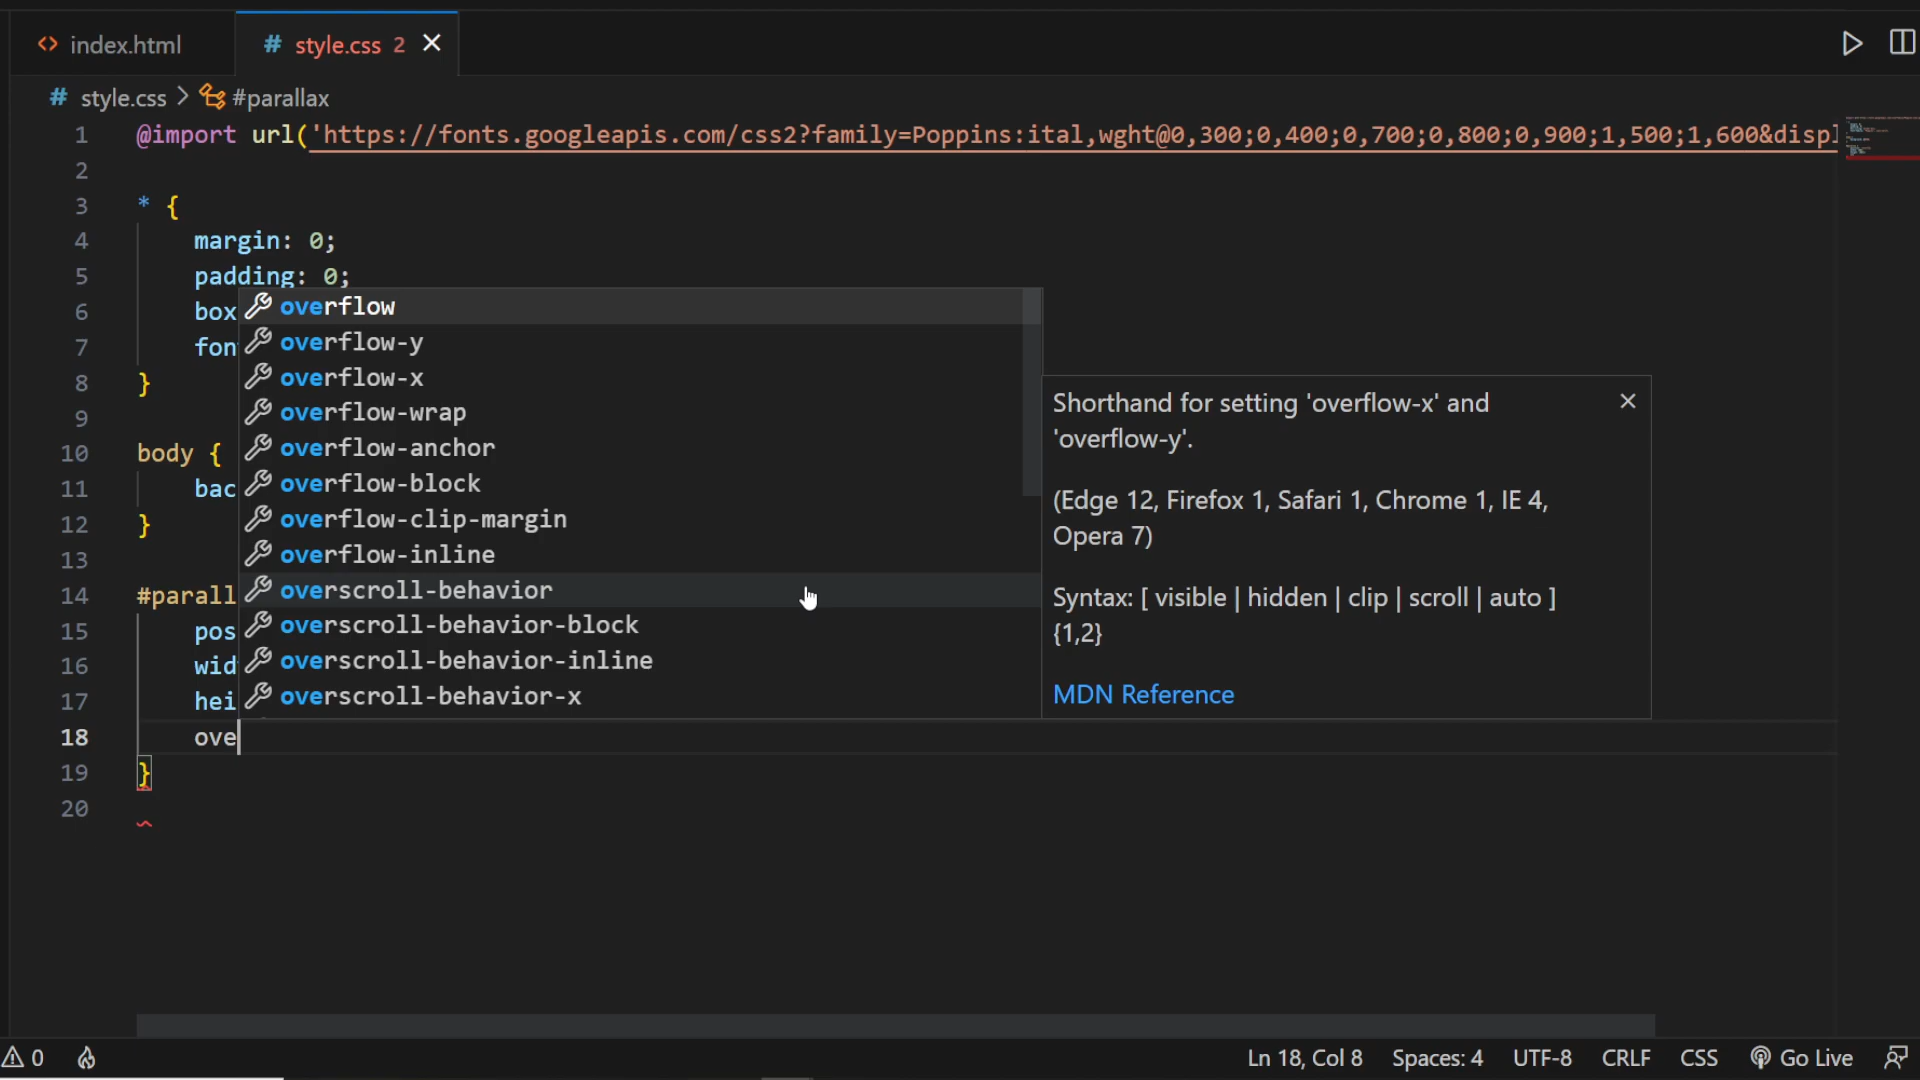 index.html
style.css 2
style.css > #parallax
1 @import url('https://fonts.googleapis.com/css2?family=Poppins:ital,wght@0,300;0,400;0,700;0,800;0,900;1,500;1,600&displ
2
3 * {
4 margin: 0;
5 padding: 0;
6 box
7 fon
8 }
9
10 body {
11 bac
12 }
13
14 #parall
15 pos
16 wid
17 hei
18 ove
19 }
20
overflow
overflow-y
overflow-x
overflow-wrap
overflow-anchor
overflow-block
overflow-clip-margin
overflow-inline
overscroll-behavior
overscroll-behavior-block
overscroll-behavior-inline
overscroll-behavior-x
Shorthand for setting 'overflow-x' and
'overflow-y'.
(Edge 12, Firefox 1, Safari 1, Chrome 1, IE 4,
Opera 7)
Syntax: [ visible | hidden | clip | scroll | auto ]
{1,2}
MDN Reference
0
Ln 18, Col 8 Spaces: 4 UTF-8 CRLF CSS Go Live